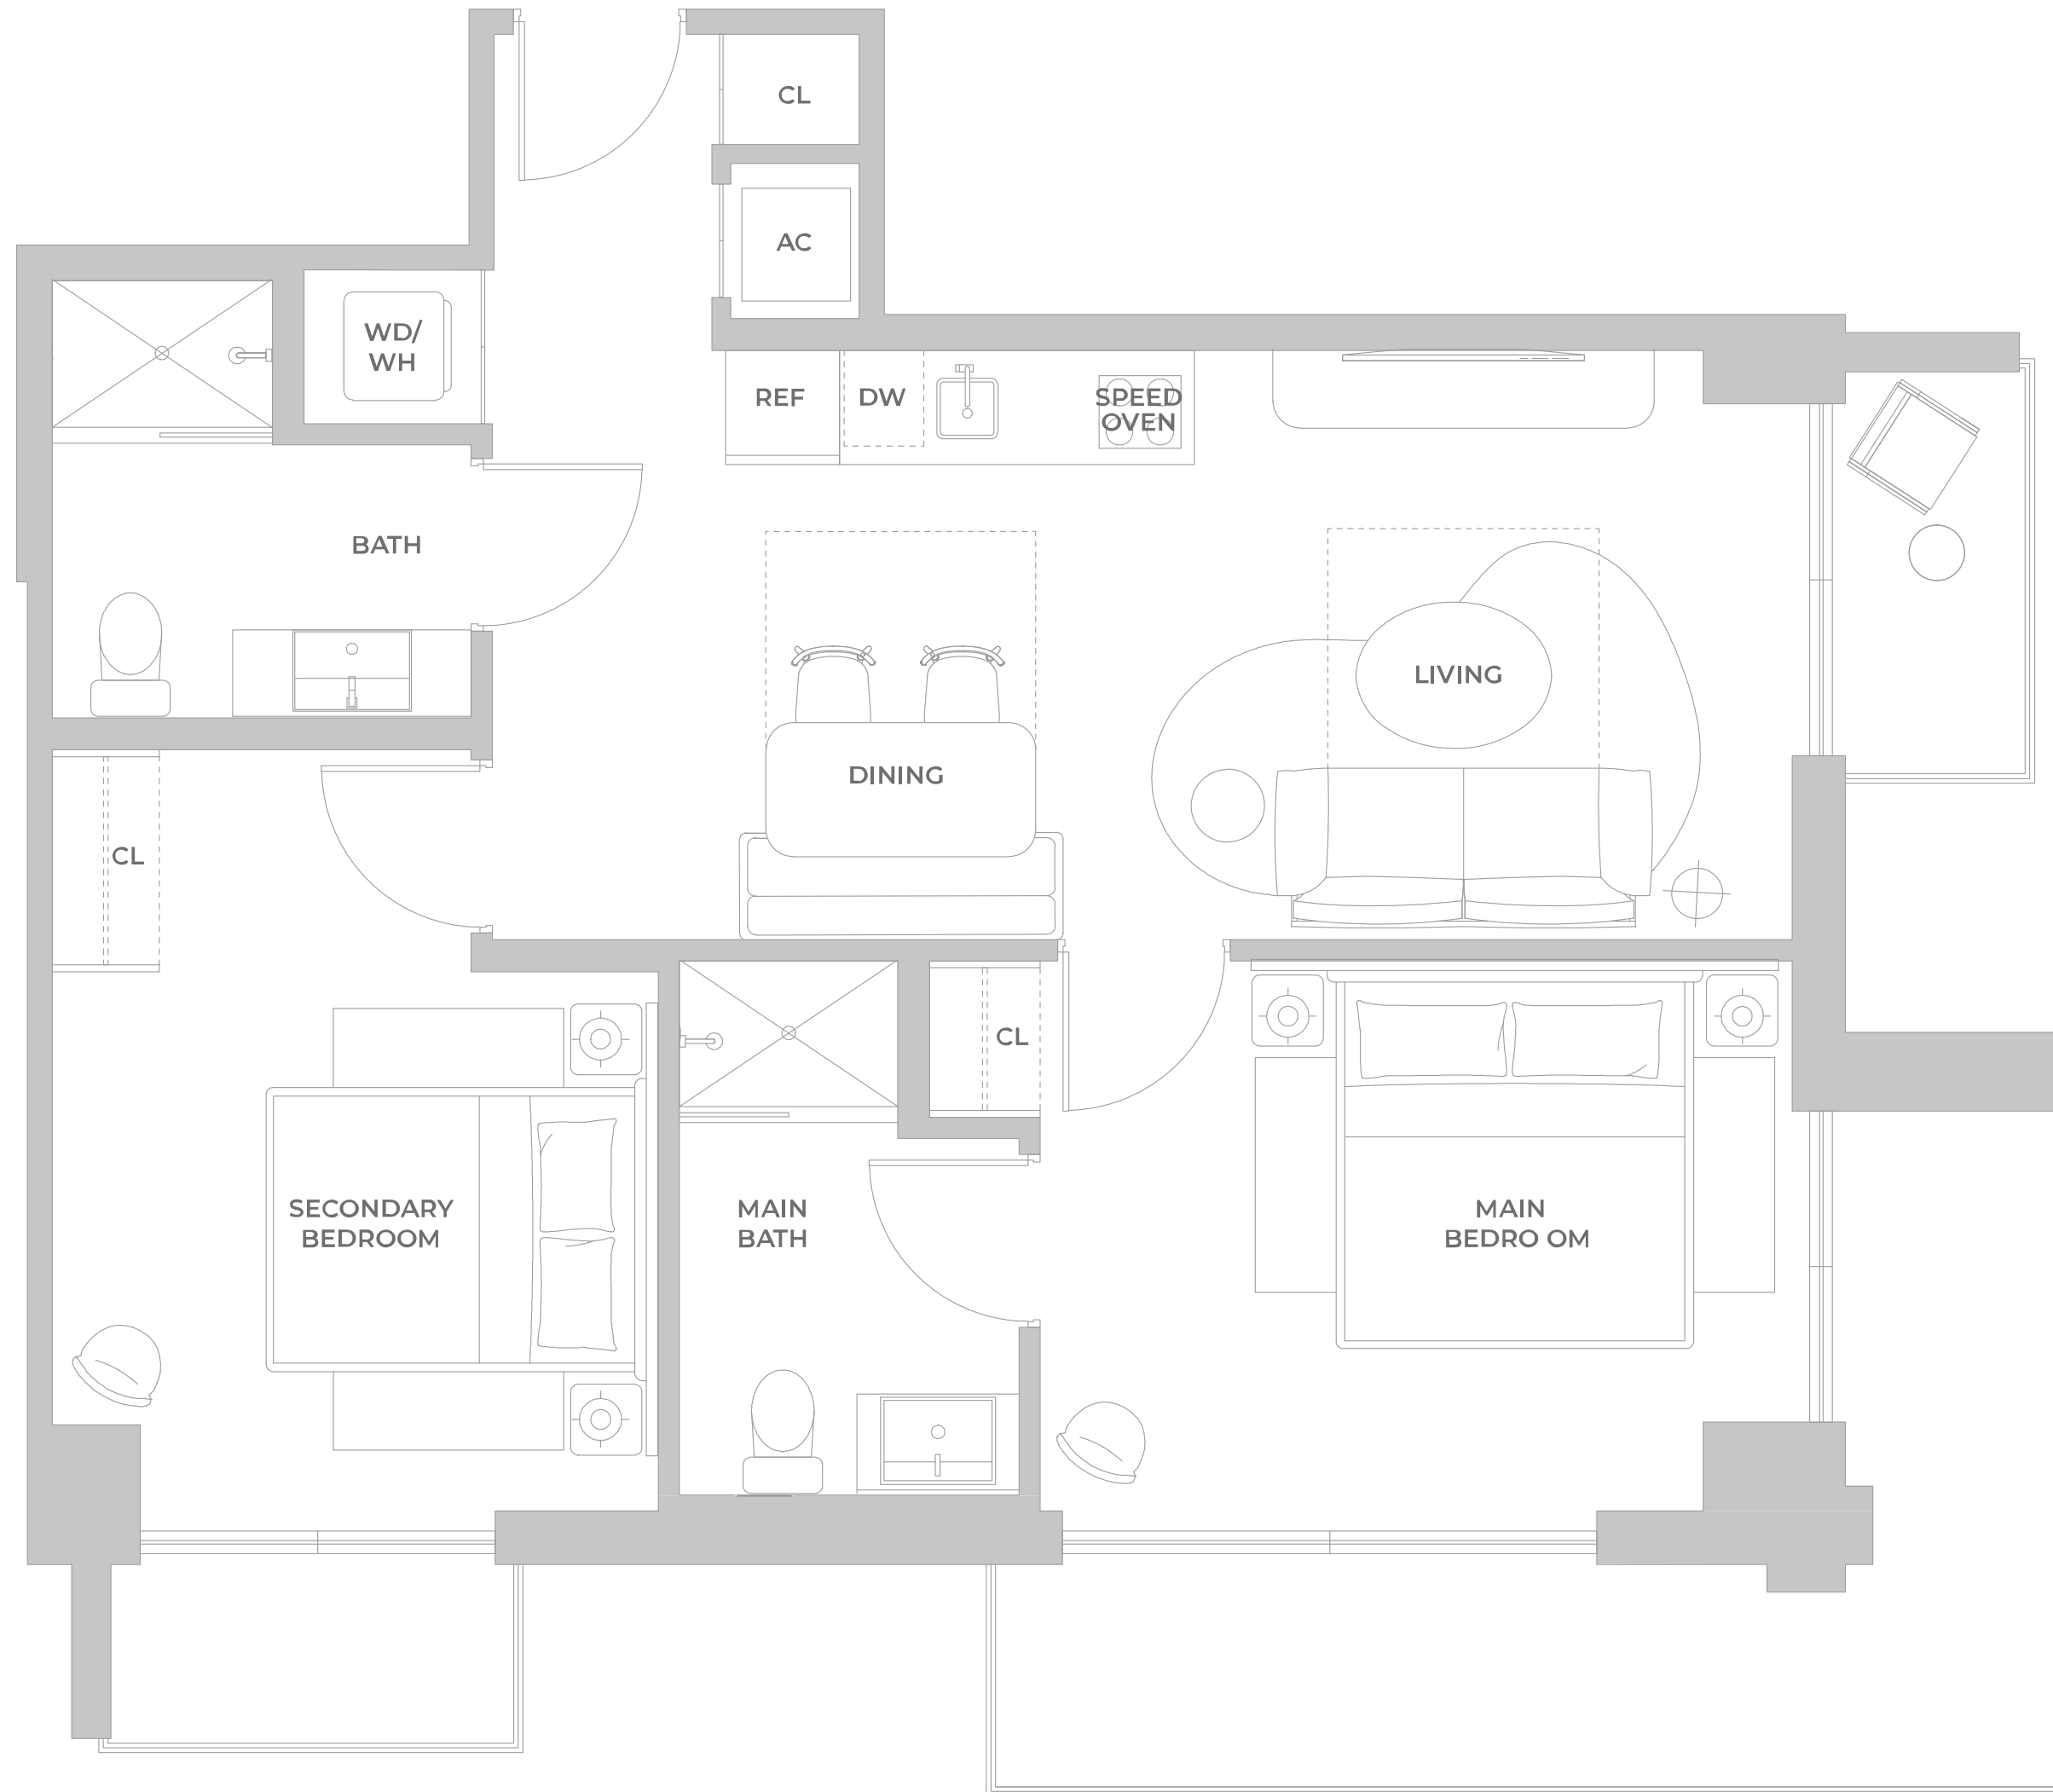 CL
AC
WD/
WH
REF
DW
SPEED
OVEN
BATH
LIVING
DINING
CL
CL
SECONDARY
BEDROOM
MAIN
BATH
MAIN
BEDRO OM